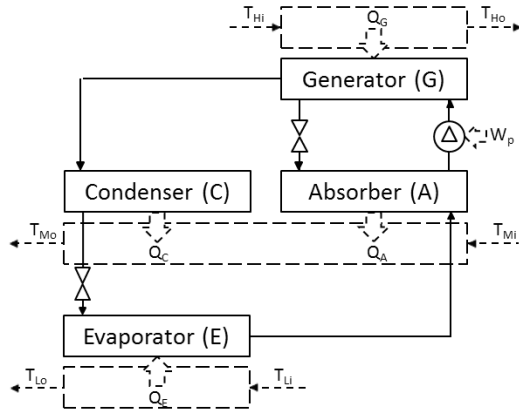 T_Hi
Q_G
T_Ho
Generator (G)
W_p
Condenser (C)
Absorber (A)
T_Mo
Q_C
Q_A
T_Mi
Evaporator (E)
T_Lo
Q_E
T_Li